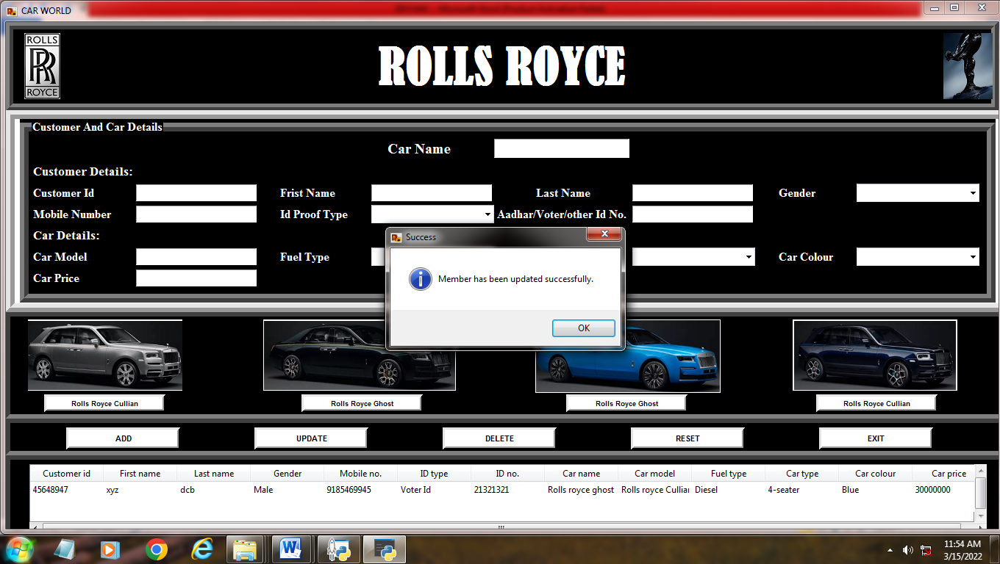 CAR WORLD
ROLLS
RR
ROYCE
ROLLS ROYCE
Customer And Car Details
Car Name
Customer Details:
Customer Id Frist Name Last Name Gender
Mobile Number Id Proof Type Aadhar/Voter/other Id No.
Car Details:
Car Model Fuel Type Car Colour
Car Price
Success
Member has been updated successfully.
OK
Rolls Royce Cullian Rolls Royce Ghost Rolls Royce Ghost Rolls Royce Cullian
ADD UPDATE DELETE RESET EXIT
Customer id First name Last name Gender Mobile no. ID type ID no. Car name Car model Fuel type Car type Car colour Car price
45648947 xyz dcb Male 9185469945 Voter Id 21321321 Rolls royce ghost Rolls royce Cullian Diesel 4-seater Blue 30000000
11:54 AM
3/15/2022